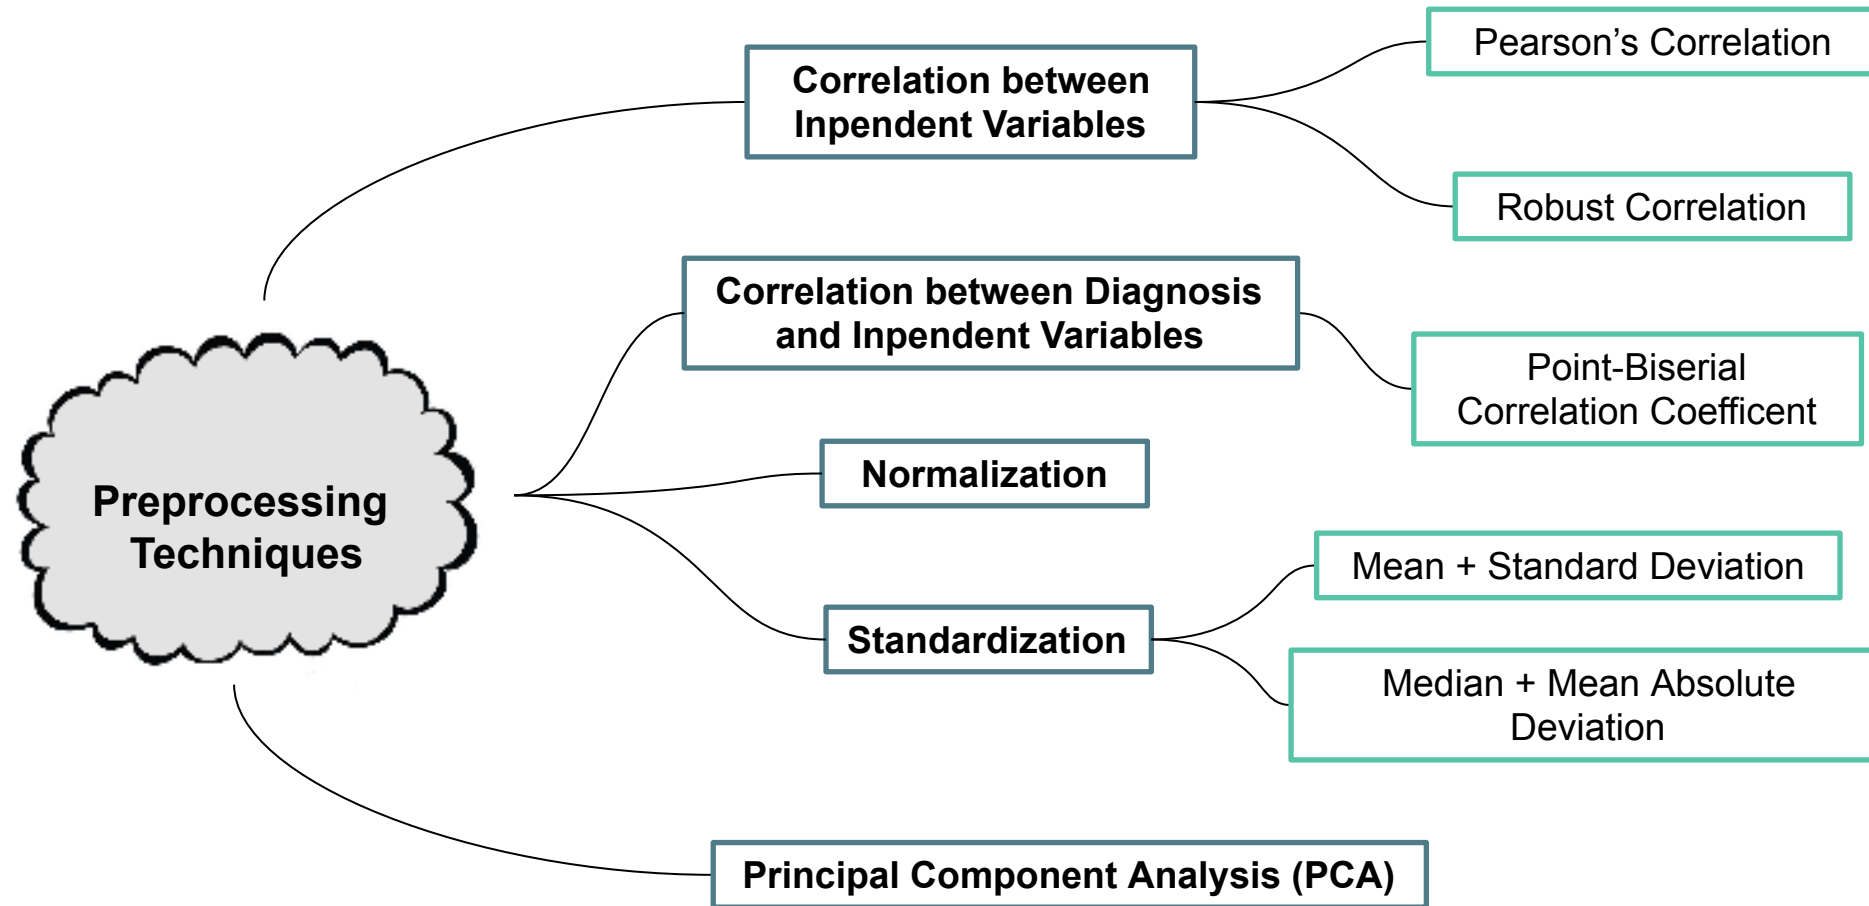 Pearson’s Correlation
Correlation between
Inpendent Variables
Robust Correlation
Correlation between Diagnosis
and Inpendent Variables
Point-Biserial
Correlation Coefficent
Normalization
Preprocessing
Techniques
Mean + Standard Deviation
Standardization
Median + Mean Absolute
Deviation
Principal Component Analysis (PCA)